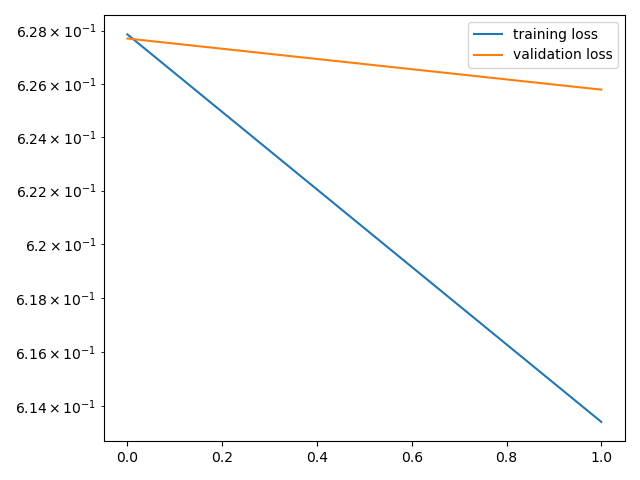 training loss
validation loss
6.28 × 10⁻¹
6.26 × 10⁻¹
6.24 × 10⁻¹
6.22 × 10⁻¹
6.2 × 10⁻¹
6.18 × 10⁻¹
6.16 × 10⁻¹
6.14 × 10⁻¹
0.0 0.2 0.4 0.6 0.8 1.0